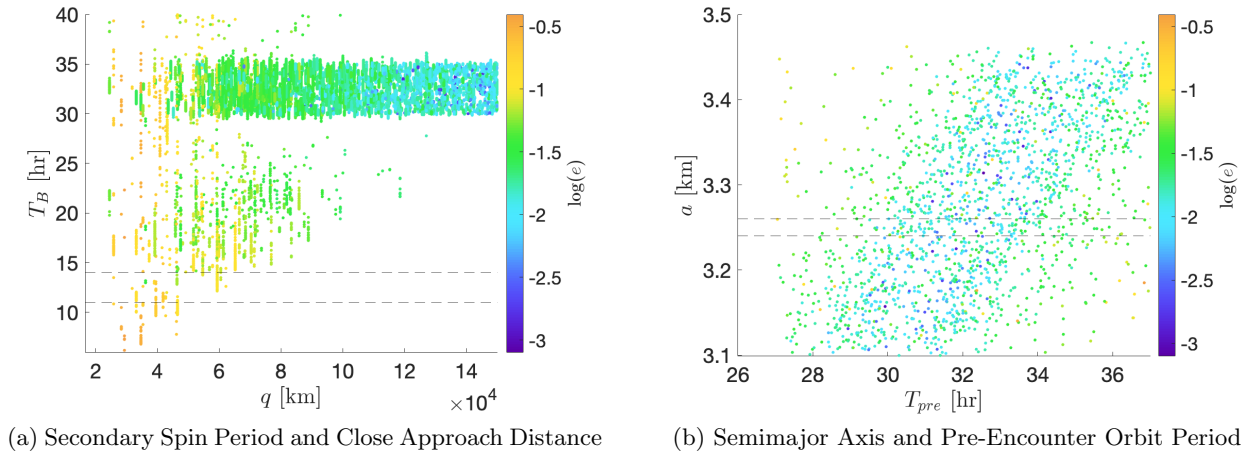 40
35
30
25
20
15
10
T_B [hr]
2 4 6 8 10 12 14
q [km]
×10^4
-0.5
-1
-1.5
-2
-2.5
-3
log(e)
(a) Secondary Spin Period and Close Approach Distance
3.5
3.4
3.3
3.2
3.1
a [km]
26 28 30 32 34 36
T_{pre} [hr]
-0.5
-1
-1.5
-2
-2.5
-3
log(e)
(b) Semimajor Axis and Pre-Encounter Orbit Period